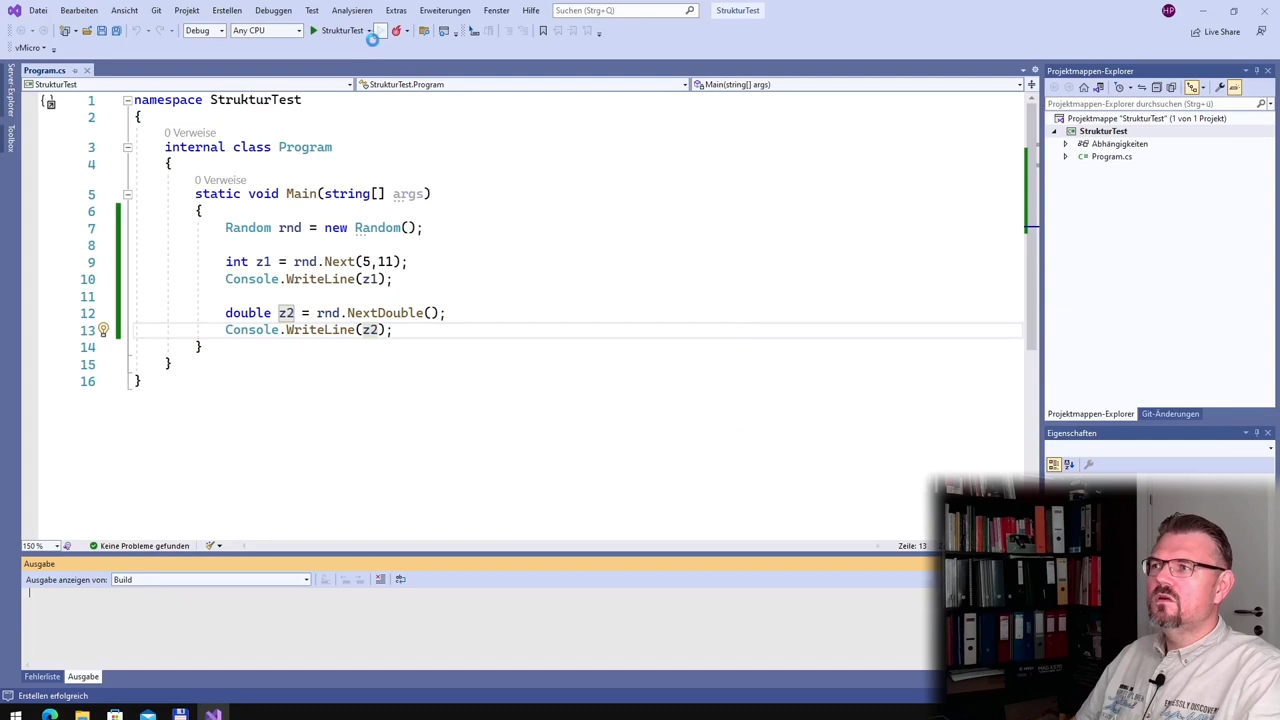 Datei Bearbeiten Ansicht Git Projekt Erstellen Debuggen Test Analysieren Extras Erweiterungen Fenster Hilfe Suchen (Strg+Q) StrukturTest HP
Debug Any CPU StrukturTest Live Share
vMicro
Server-Explorer
Toolbox
Program.cs
StrukturTest StrukturTest.Program Main(string[] args)
1 namespace StrukturTest
2 {
0 Verweise
3 internal class Program
4 {
0 Verweise
5 static void Main(string[] args)
6 {
7 Random rnd = new Random();
8
9 int z1 = rnd.Next(5,11);
10 Console.WriteLine(z1);
11
12 double z2 = rnd.NextDouble();
13 Console.WriteLine(z2);
14 }
15 }
16 }
150 % Keine Probleme gefunden Zeile: 13
Ausgabe
Ausgabe anzeigen von: Build
Fehlerliste Ausgabe
Erstellen erfolgreich
Projektmappen-Explorer
Projektmappen-Explorer durchsuchen (Strg+ü)
Projektmappe "StrukturTest" (1 von 1 Projekt)
StrukturTest
Abhängigkeiten
Program.cs
Projektmappen-Explorer Git-Änderungen
Eigenschaften